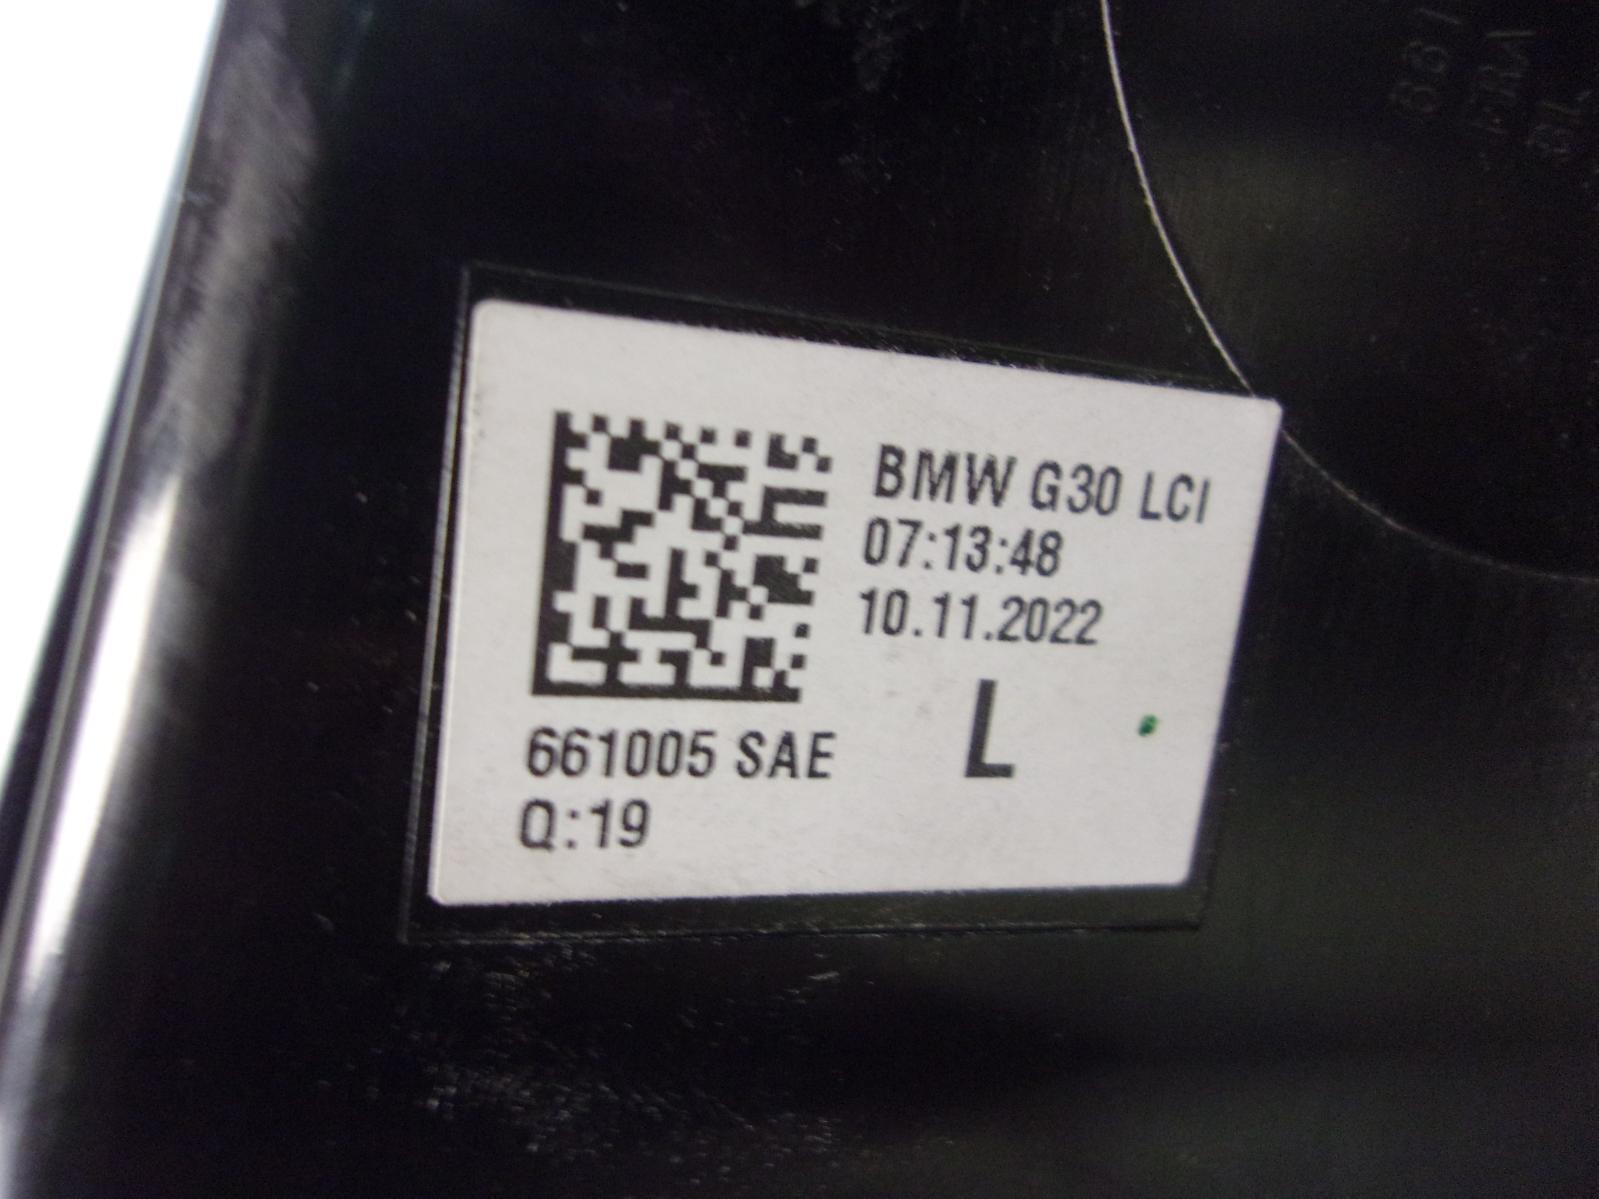 BMW G30 LCI
07:13:48
10.11.2022
L
661005 SAE
Q:19